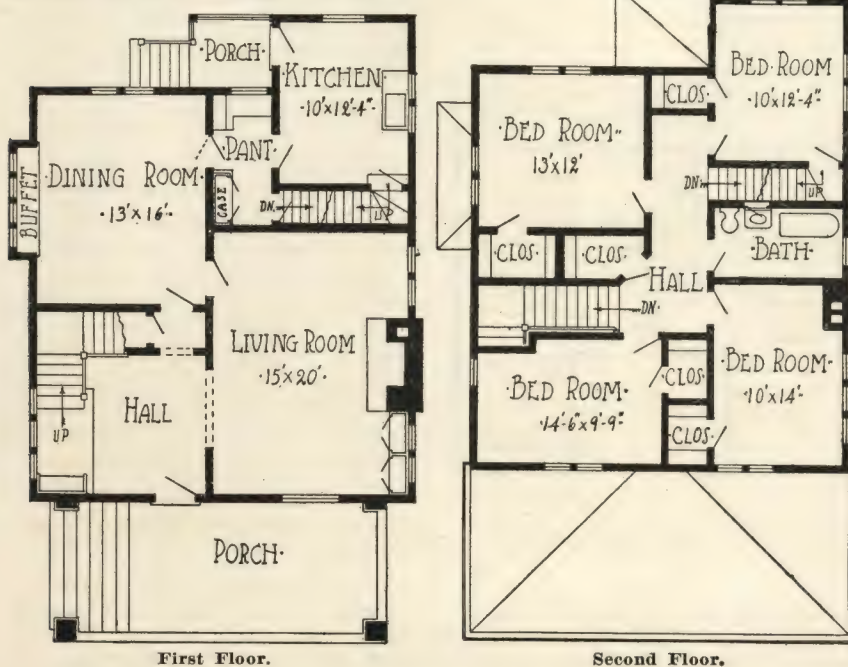 PORCH
KITCHEN
10'x12'-4"
PANT
DINING ROOM
13'x16'
BUFFET
CASE
DN.
UP
LIVING ROOM
15'x20'
HALL
UP
PORCH
First Floor.
BED ROOM
10'x12'-4"
CLOS.
BED ROOM
13'x12'
DN.
UP
CLOS.
CLOS.
BATH
HALL
DN.
BED ROOM
14'-6"x9'-9"
CLOS.
BED ROOM
10'x14'
CLOS.
Second Floor.